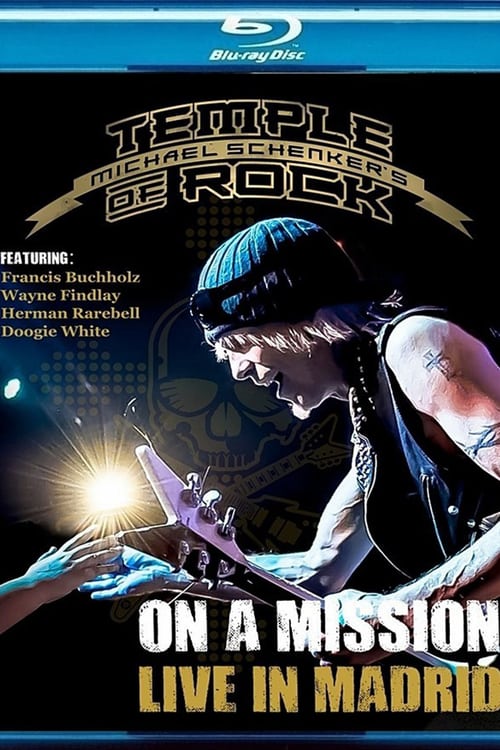 Blu-ray Disc
TEMPLE
MICHAEL SCHENKER'S
OF ROCK
FEATURING:
Francis Buchholz
Wayne Findlay
Herman Rarebell
Doogie White
ON A MISSION
LIVE IN MADRID